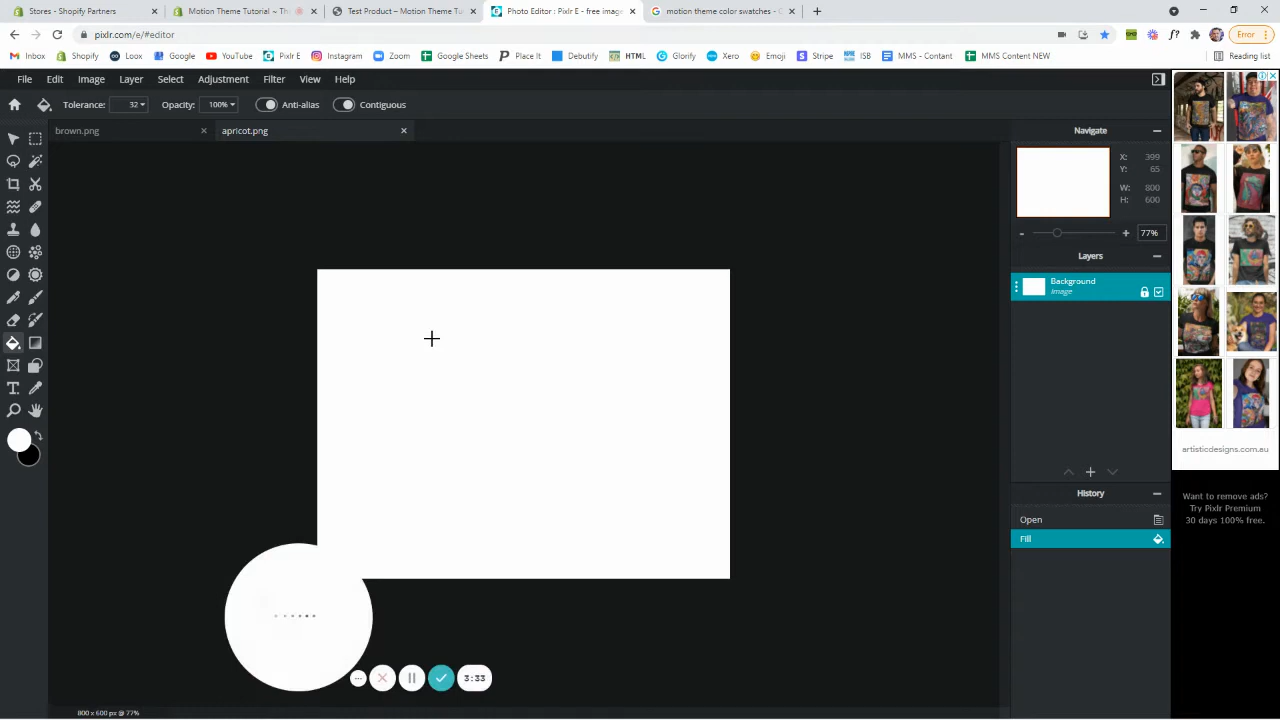 Stores - Shopify Partners
Motion Theme Tutorial ~ Th
Test Product – Motion Theme Tut
Photo Editor : Pixlr E - free image
motion theme color swatches - G
pixlr.com/e/#editor
Error
Inbox
Shopify
Loox
Google
YouTube
Pixlr E
Instagram
Zoom
Google Sheets
Place It
Debutify
HTML
Glorify
Xero
Emoji
Stripe
ISB
MMS - Contant
MMS Content NEW
Reading list
File
Edit
Image
Layer
Select
Adjustment
Filter
View
Help
Tolerance:
32
Opacity:
100%
Anti-alias
Contiguous
brown.png
apricot.png
Navigate
X: 399
Y: 65
W: 800
H: 600
77%
Layers
Background
Image
History
Open
Fill
artisticdesigns.com.au
Want to remove ads?
Try Pixlr Premium
30 days 100% free.
3:33
800 x 600 px @ 77%